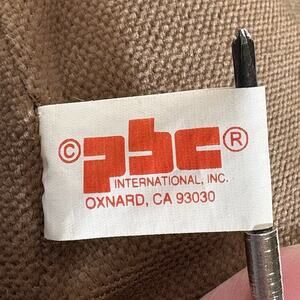 © pbc ®
INTERNATIONAL, INC.
OXNARD, CA 93030